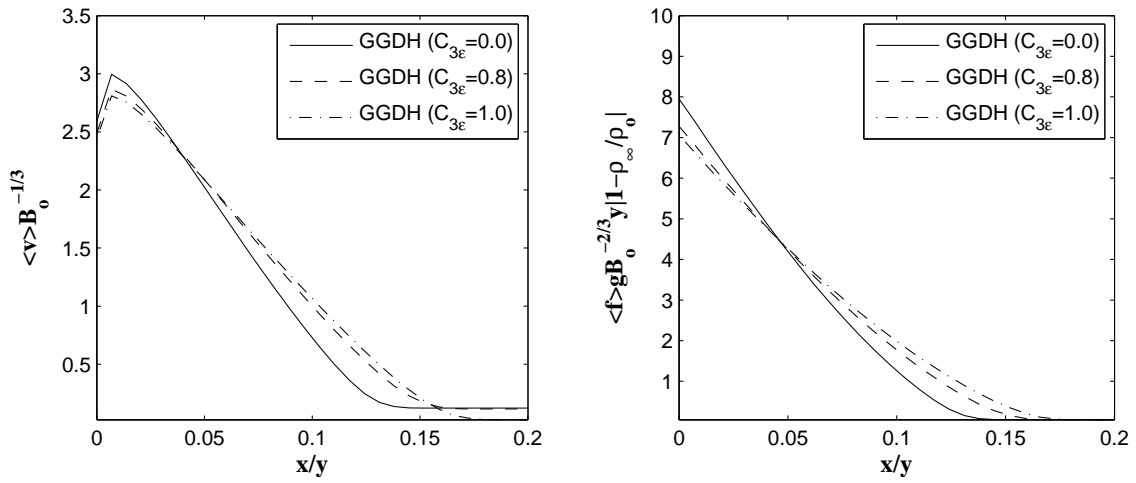 3.5
3
2.5
2
1.5
1
0.5
0
0.05
0.1
0.15
0.2
x/y
<v>B_o^{-1/3}
GGDH (C_{3ε}=0.0)
GGDH (C_{3ε}=0.8)
GGDH (C_{3ε}=1.0)
10
9
8
7
6
5
4
3
2
1
0
0.05
0.1
0.15
0.2
x/y
<f>gB_o^{-2/3}y|1-ρ_∞/ρ_o|
GGDH (C_{3ε}=0.0)
GGDH (C_{3ε}=0.8)
GGDH (C_{3ε}=1.0)